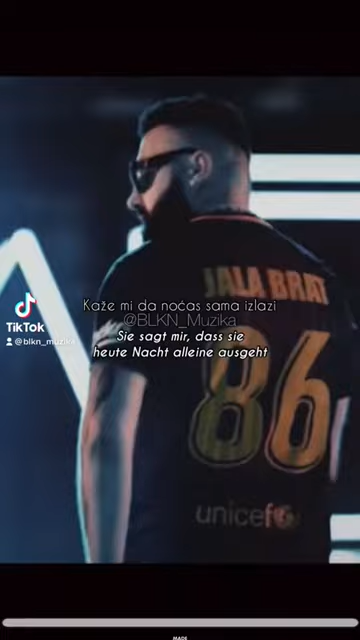 JALA BRAT
86
unicef
Kaže mi da noćas sama izlazi
@BLKN_Muzika
Sie sagt mir, dass sie
heute Nacht alleine ausgeht
TikTok
@blkn_muzika
MADE